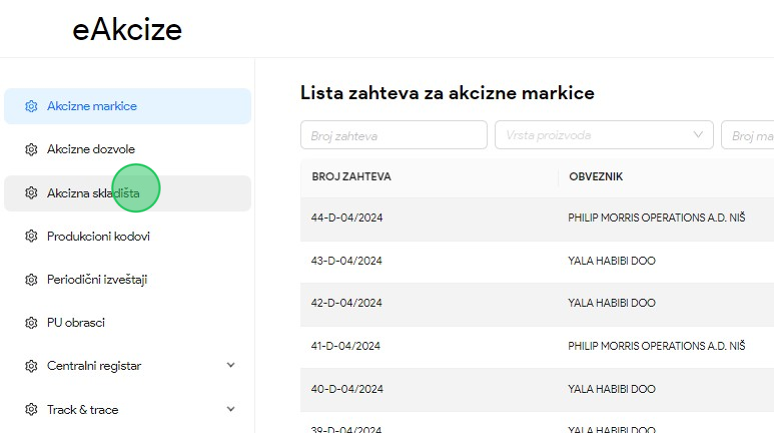 eAkcize
Akcizne markice
Akcizne dozvole
Akcizna skladišta
Produkcioni kodovi
Periodični izveštaji
PU obrasci
Centralni registar
Track & trace
Lista zahteva za akcizne markice
Broj zahteva
Vrsta proizvoda
Broj ma
BROJ ZAHTEVA OBVEZNIK
44-D-04/2024 PHILIP MORRIS OPERATIONS A.D. NIŠ
43-D-04/2024 YALA HABIBI DOO
42-D-04/2024 YALA HABIBI DOO
41-D-04/2024 PHILIP MORRIS OPERATIONS A.D. NIŠ
40-D-04/2024 YALA HABIBI DOO
39-D-04/2024 YALA HABIBI DOO